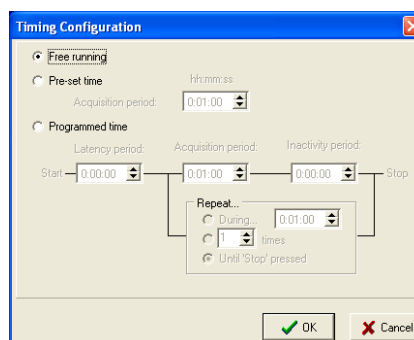 Timing Configuration
Free running
Pre-set time
hh:mm:ss
Acquisition period:
0:01:00
Programmed time
Latency period:
Acquisition period:
Inactivity period:
Start
0:00:00
0:01:00
0:00:00
Stop
Repeat...
During...
0:01:00
1
times
Until 'Stop' pressed
OK
Cancel